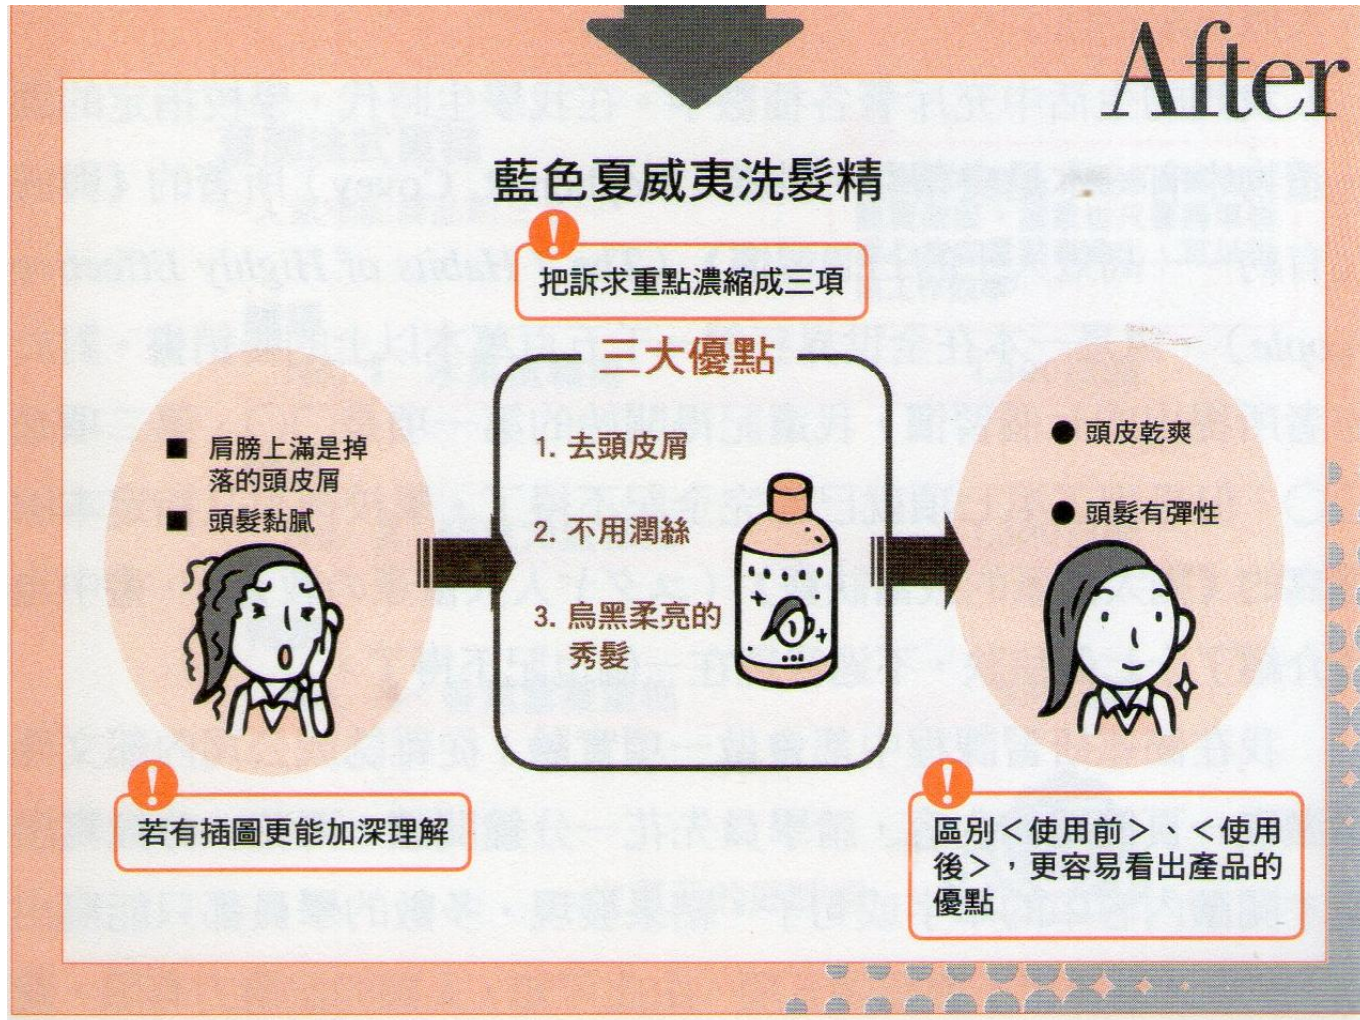 After
藍色夏威夷洗髮精
把訴求重點濃縮成三項
三大優點
■ 肩膀上滿是掉
落的頭皮屑
■ 頭髮黏膩
1. 去頭皮屑
2. 不用潤絲
3. 烏黑柔亮的
秀髮
● 頭皮乾爽
● 頭髮有彈性
若有插圖更能加深理解
區別<使用前>、<使用
後>，更容易看出產品的
優點